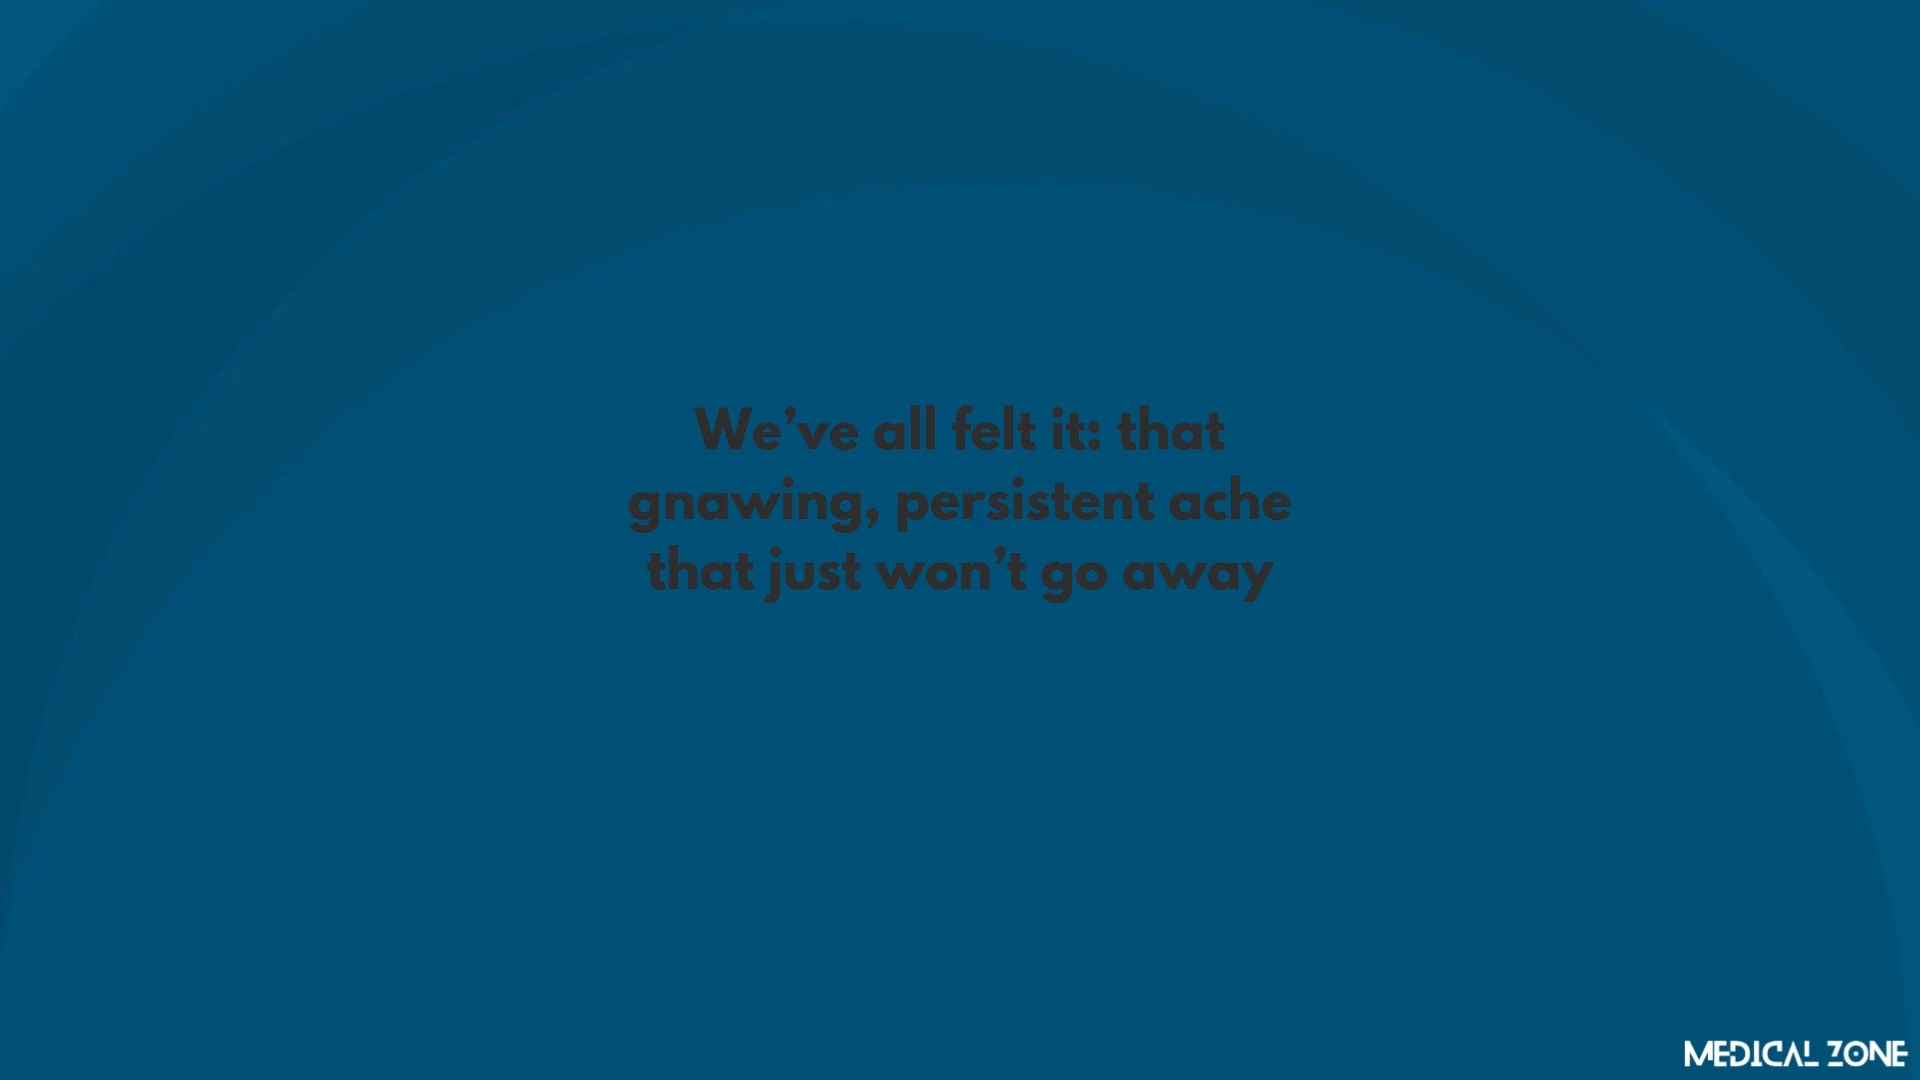 We’ve all felt it: that
gnawing, persistent ache
that just won’t go away
MEDICAL ZONE